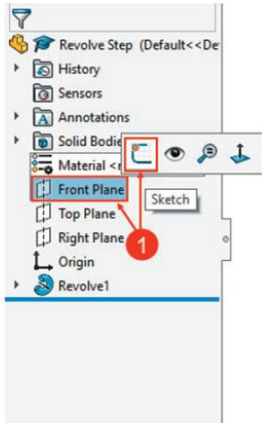 Revolve Step (Default<<De
History
Sensors
Annotations
Solid Bodie
Material <
Front Plane
Sketch
Top Plane
Right Plane
1
Origin
Revolve1